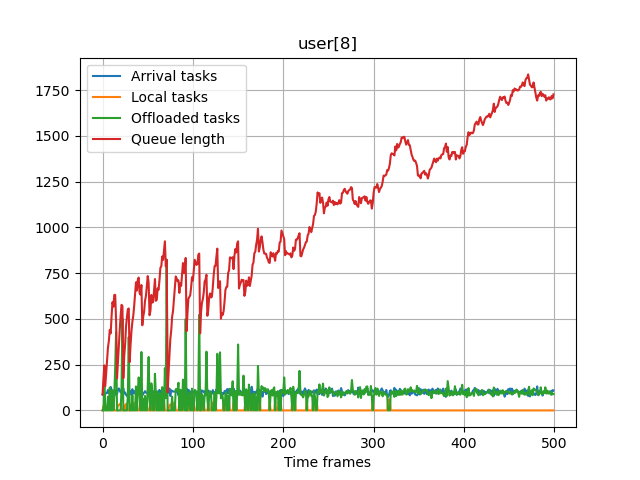 user[8]
Arrival tasks
Local tasks
Offloaded tasks
Queue length
1750
1500
1250
1000
750
500
250
0
0 100 200 300 400 500
Time frames